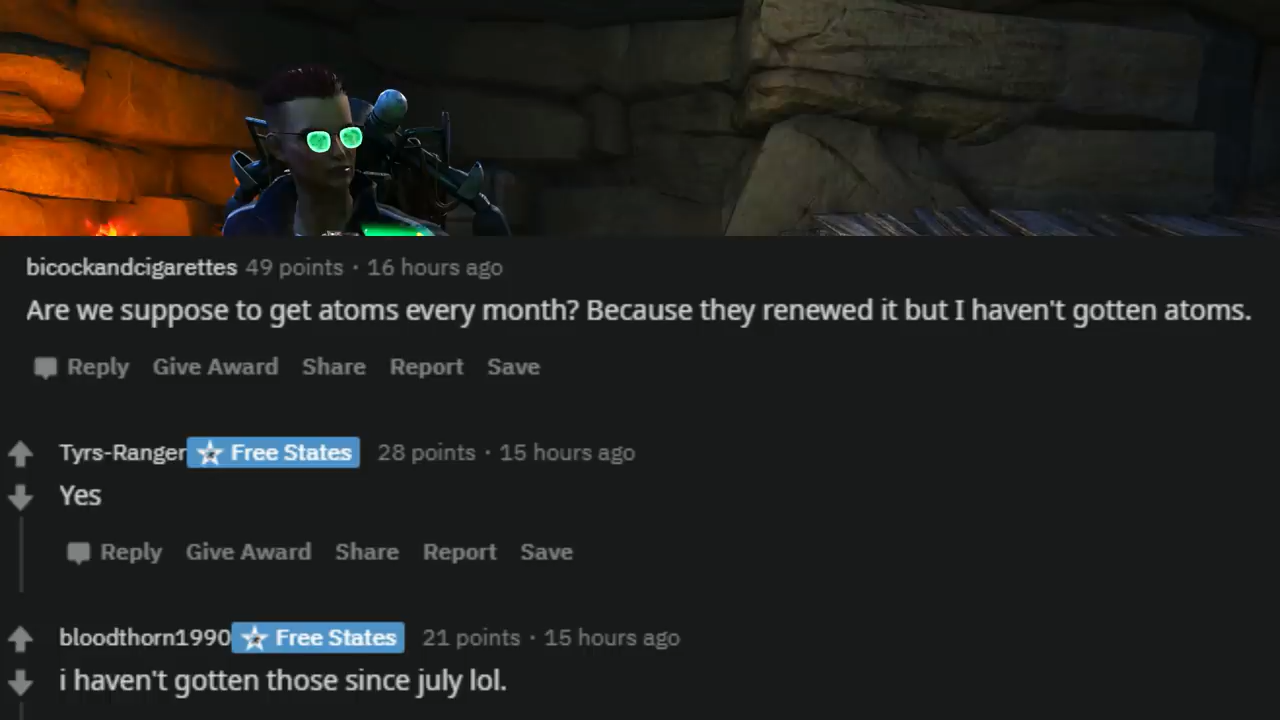 bicockandcigarettes 49 points · 16 hours ago
Are we suppose to get atoms every month? Because they renewed it but I haven't gotten atoms.
Reply Give Award Share Report Save
Tyrs-Ranger Free States 28 points · 15 hours ago
Yes
Reply Give Award Share Report Save
bloodthorn1990 Free States 21 points · 15 hours ago
i haven't gotten those since july lol.